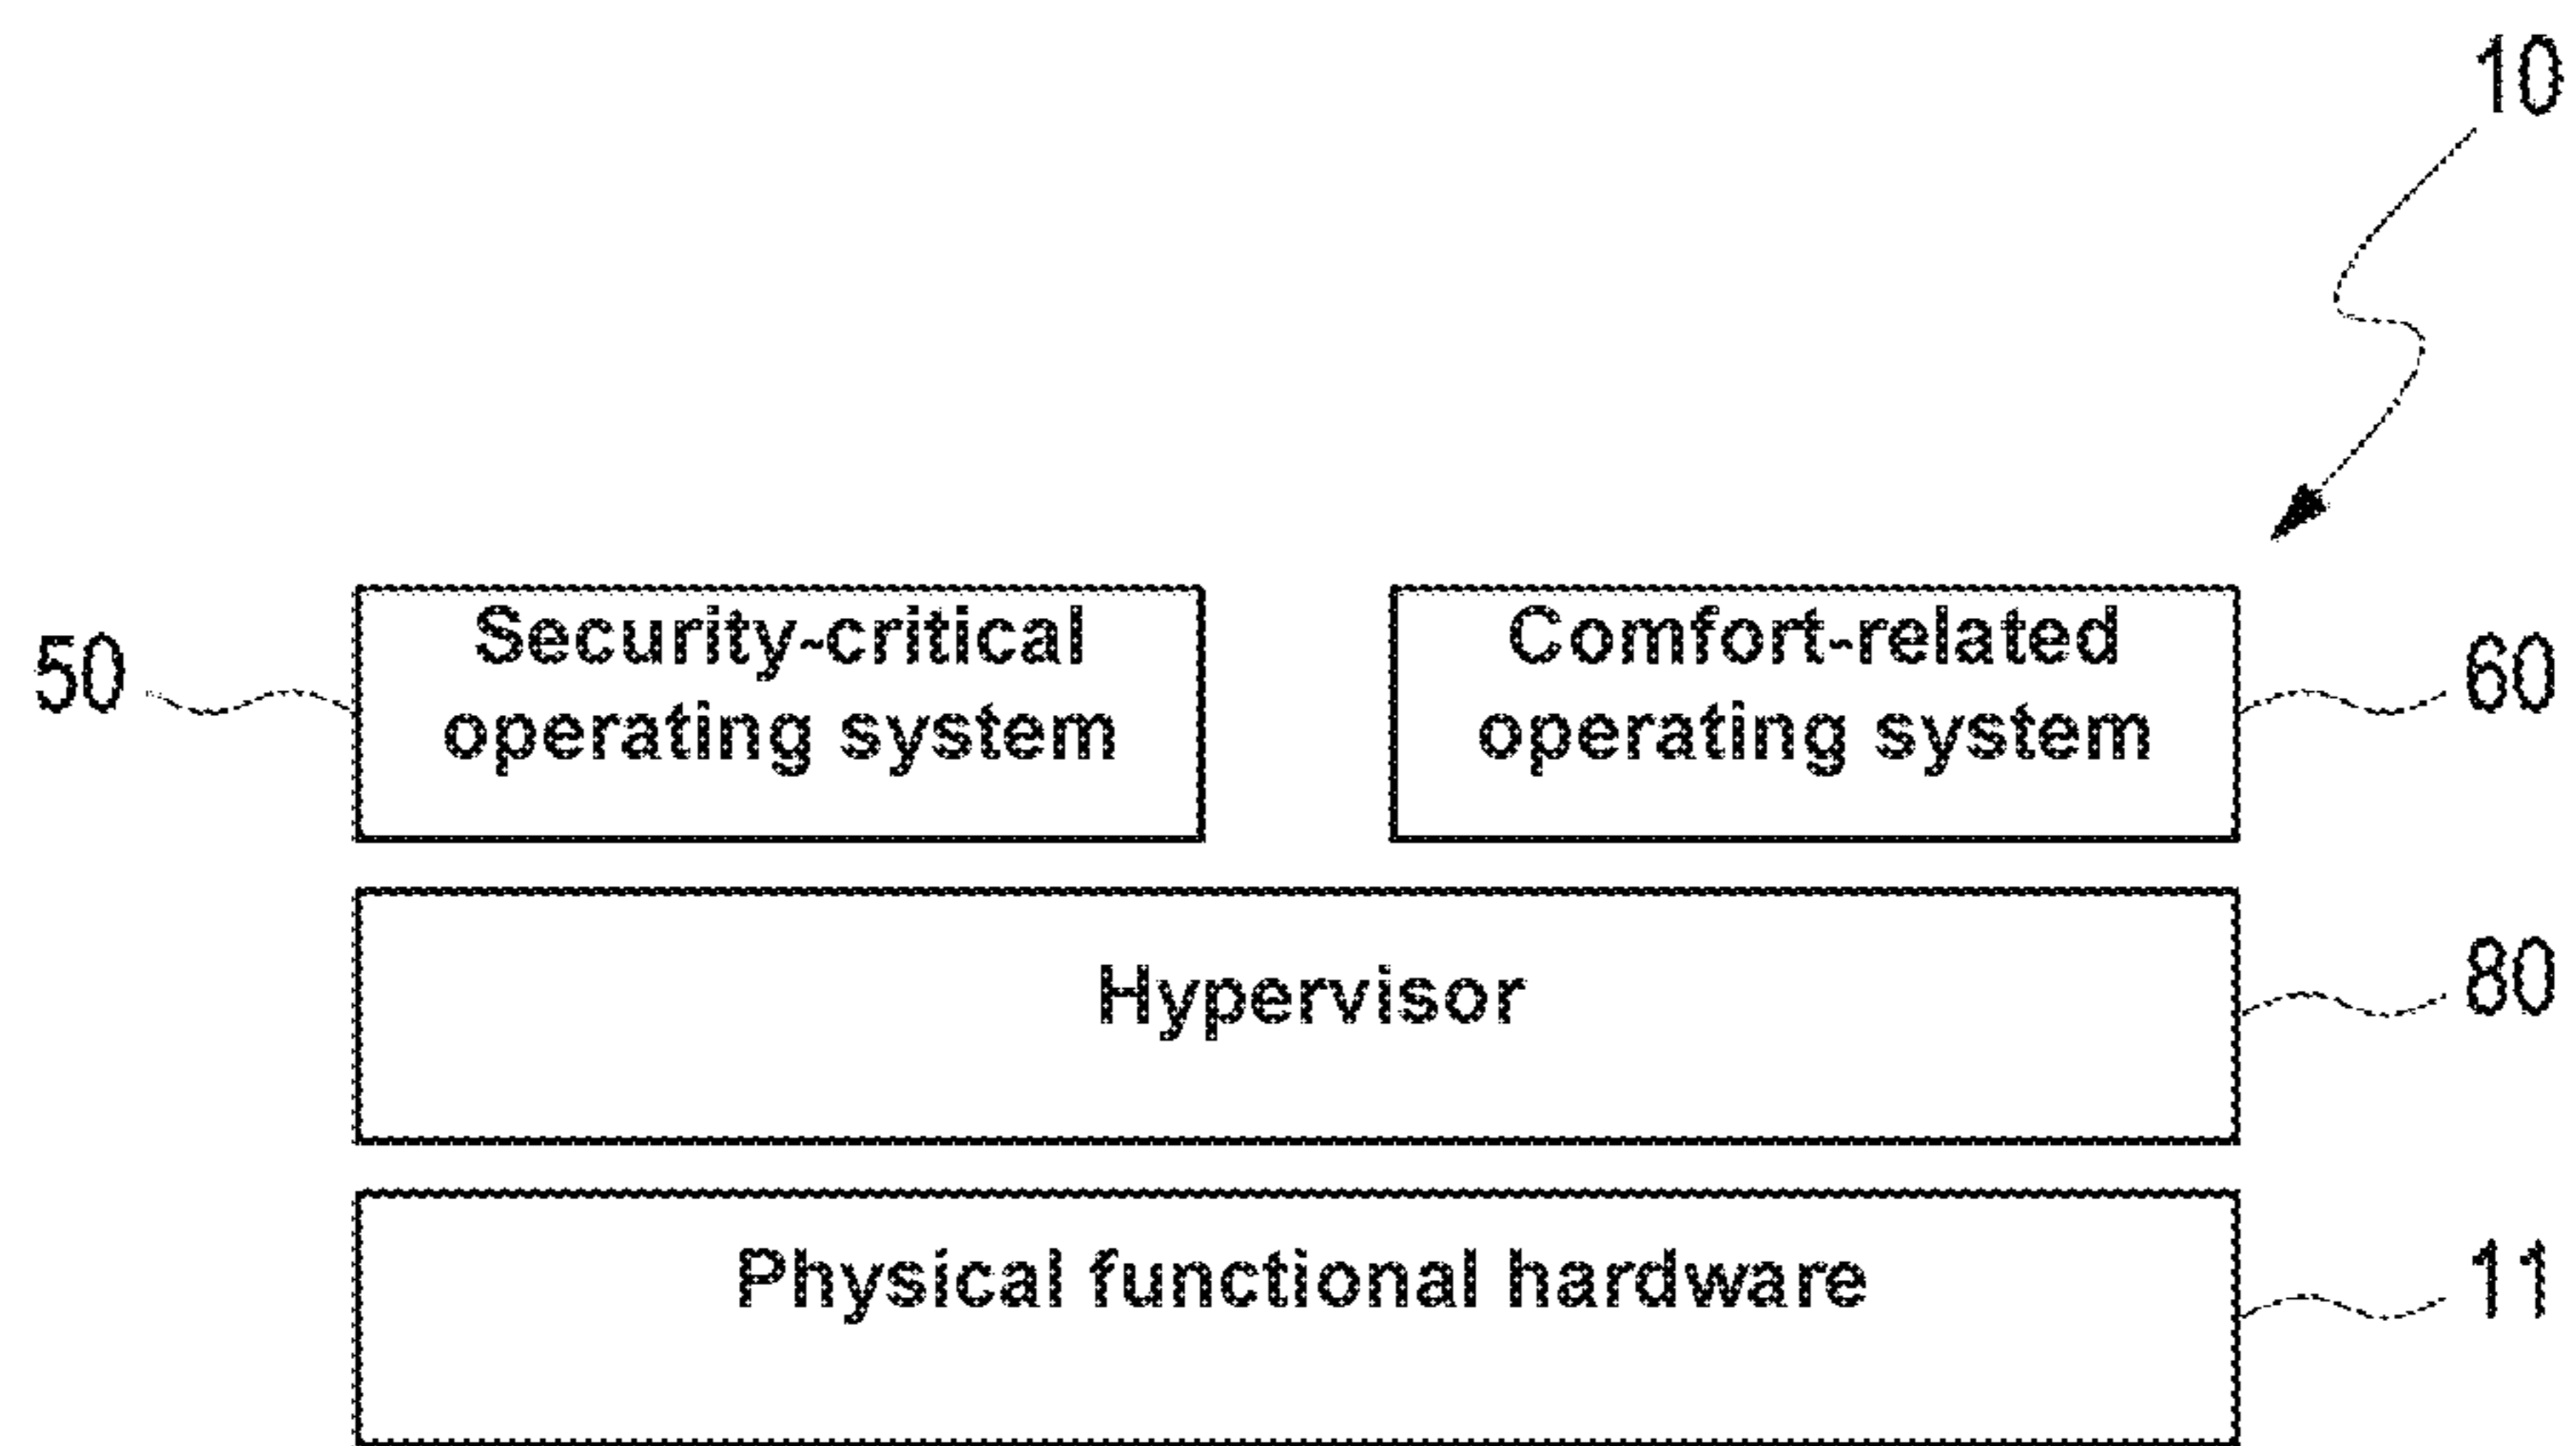 10
Security-critical
operating system
Comfort-related
operating system
50
60
Hypervisor
80
Physical functional hardware
11